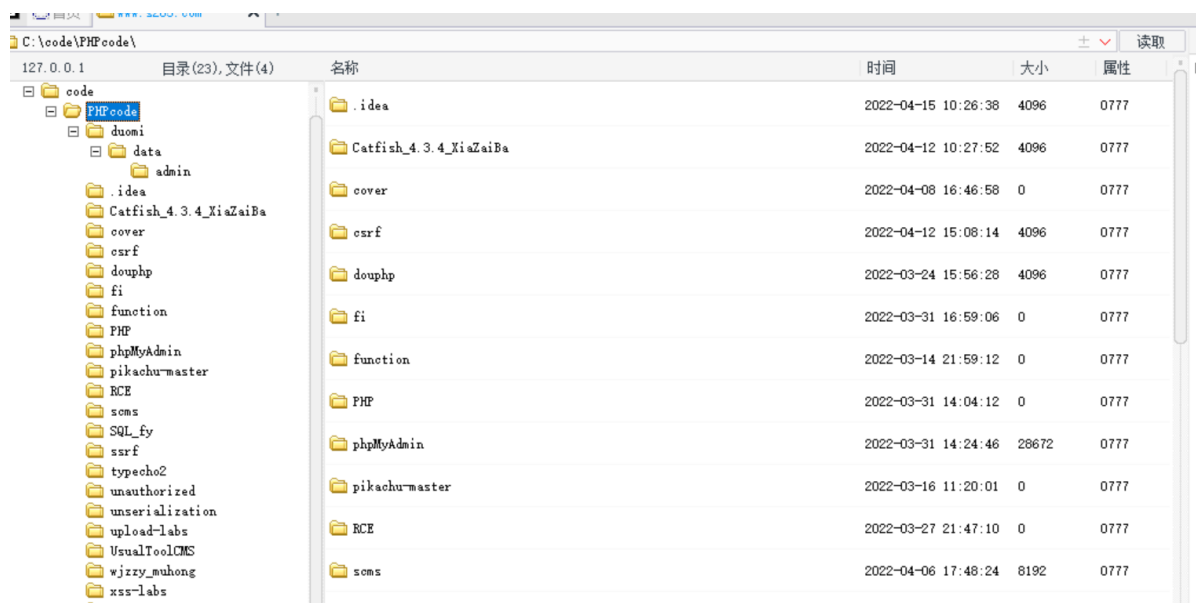 首页
C:\code\PHPcode\ 读取
127.0.0.1 目录(23),文件(4) 名称 时间 大小 属性
code
PHPcode
duomi
data
admin
.idea
Catfish_4.3.4_XiaZaiBa
cover
csrf
douphp
fi
function
PHP
phpMyAdmin
pikachu-master
RCE
scms
SQL_fy
ssrf
typecho2
unauthorized
unserialization
upload-labs
UsualToolCMS
wjzzy_muhong
xss-labs
.idea 2022-04-15 10:26:38 4096 0777
Catfish_4.3.4_XiaZaiBa 2022-04-12 10:27:52 4096 0777
cover 2022-04-08 16:46:58 0 0777
csrf 2022-04-12 15:08:14 4096 0777
douphp 2022-03-24 15:56:28 4096 0777
fi 2022-03-31 16:59:06 0 0777
function 2022-03-14 21:59:12 0 0777
PHP 2022-03-31 14:04:12 0 0777
phpMyAdmin 2022-03-31 14:24:46 28672 0777
pikachu-master 2022-03-16 11:20:01 0 0777
RCE 2022-03-27 21:47:10 0 0777
scms 2022-04-06 17:48:24 8192 0777